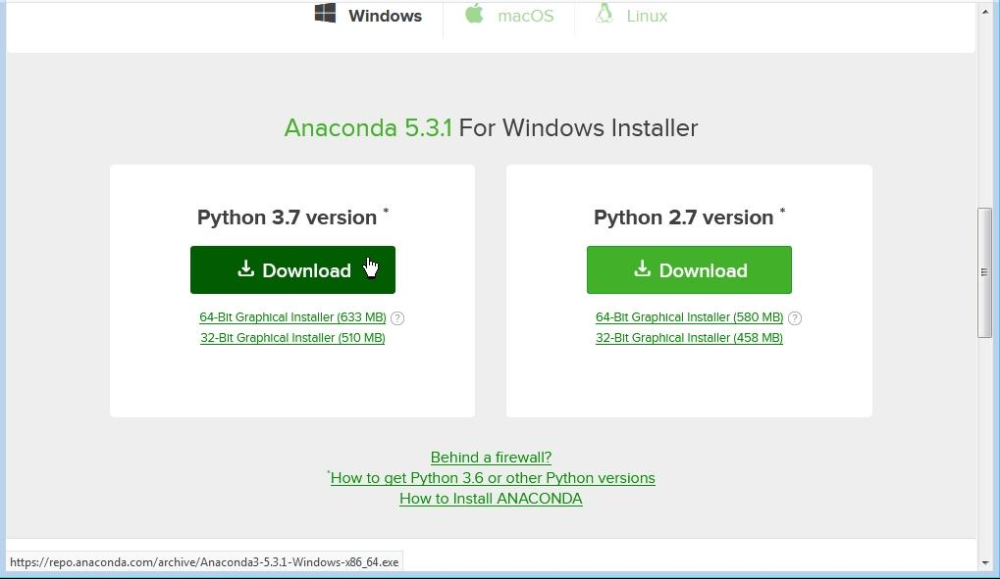 Windows macOS Linux
Anaconda 5.3.1 For Windows Installer
Python 3.7 version *
Download
64-Bit Graphical Installer (633 MB) ?
32-Bit Graphical Installer (510 MB)
Python 2.7 version *
Download
64-Bit Graphical Installer (580 MB) ?
32-Bit Graphical Installer (458 MB)
Behind a firewall?
*How to get Python 3.6 or other Python versions
How to Install ANACONDA
https://repo.anaconda.com/archive/Anaconda3-5.3.1-Windows-x86_64.exe